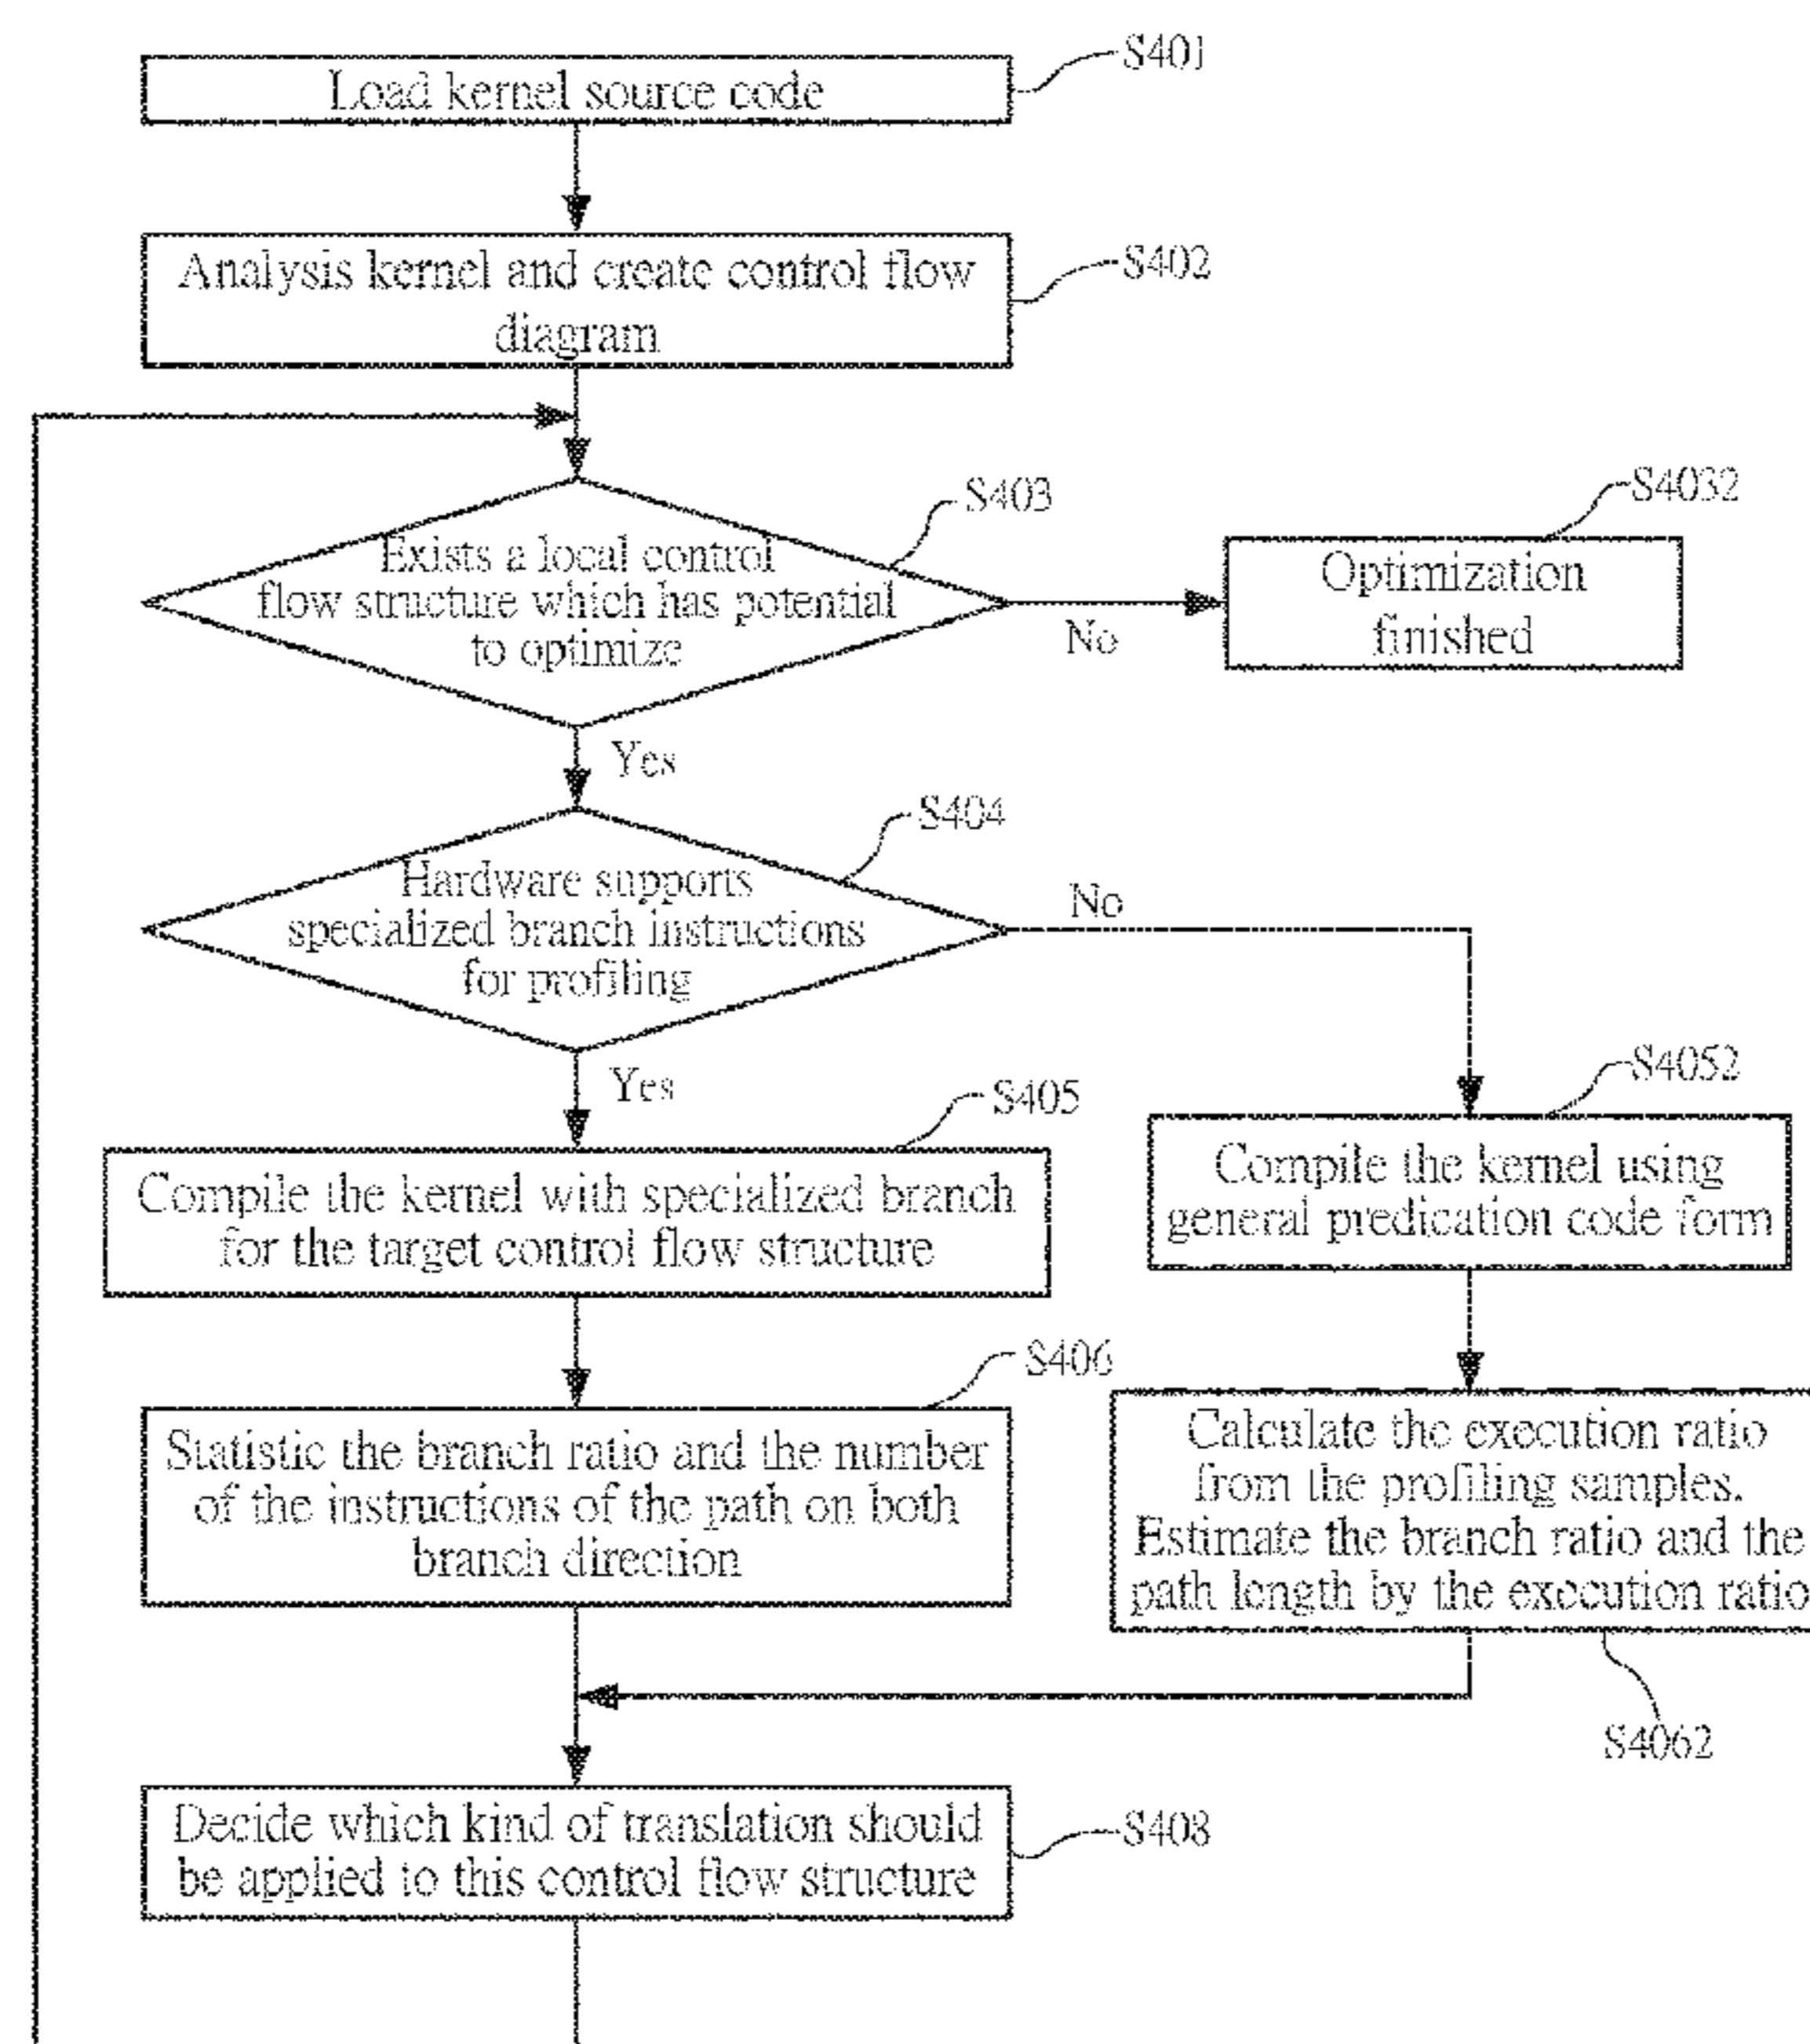 S401
Load kernel source code
Analysis kernel and create control flow
diagram
S402
S403
Exists a local control
flow structure which has potential
to optimize
No
S4032
Optimization
finished
Yes
S404
Hardware supports
specialized branch instructions
for profiling
No
Yes
S405
Compile the kernel with specialized branch
for the target control flow structure
S4052
Compile the kernel using
general predication code form
S406
Statistic the branch ratio and the number
of the instructions of the path on both
branch direction
Calculate the execution ratio
from the profiling samples.
Estimate the branch ratio and the
path length by the execution ratio
S4062
Decide which kind of translation should
be applied to this control flow structure
S408